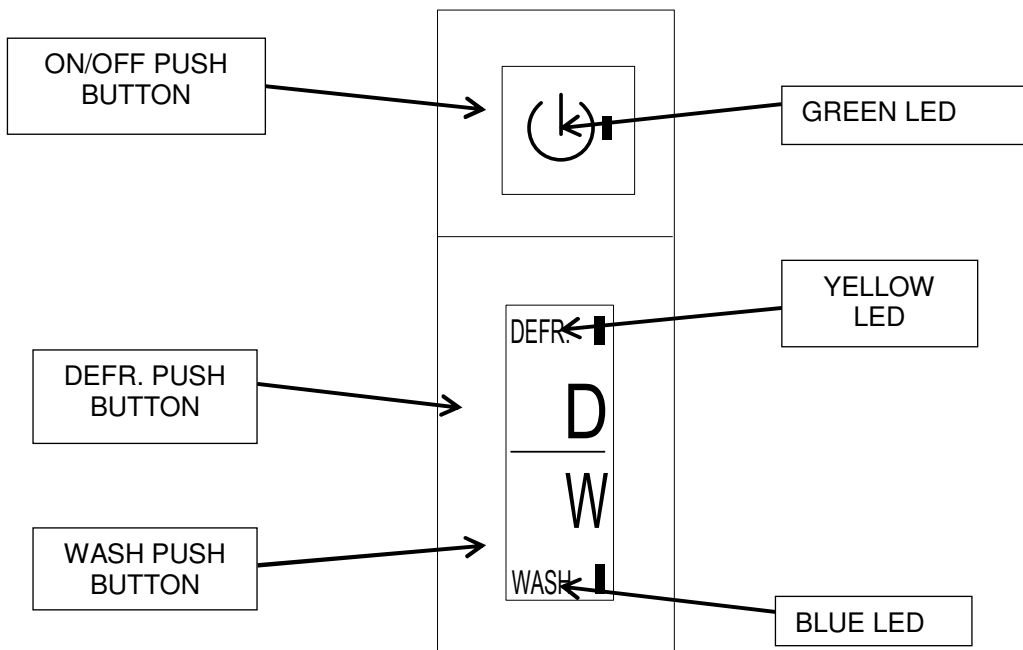 ON/OFF PUSH
BUTTON
GREEN LED
YELLOW
LED
DEFR.
D
DEFR. PUSH
BUTTON
W
WASH PUSH
BUTTON
WASH
BLUE LED